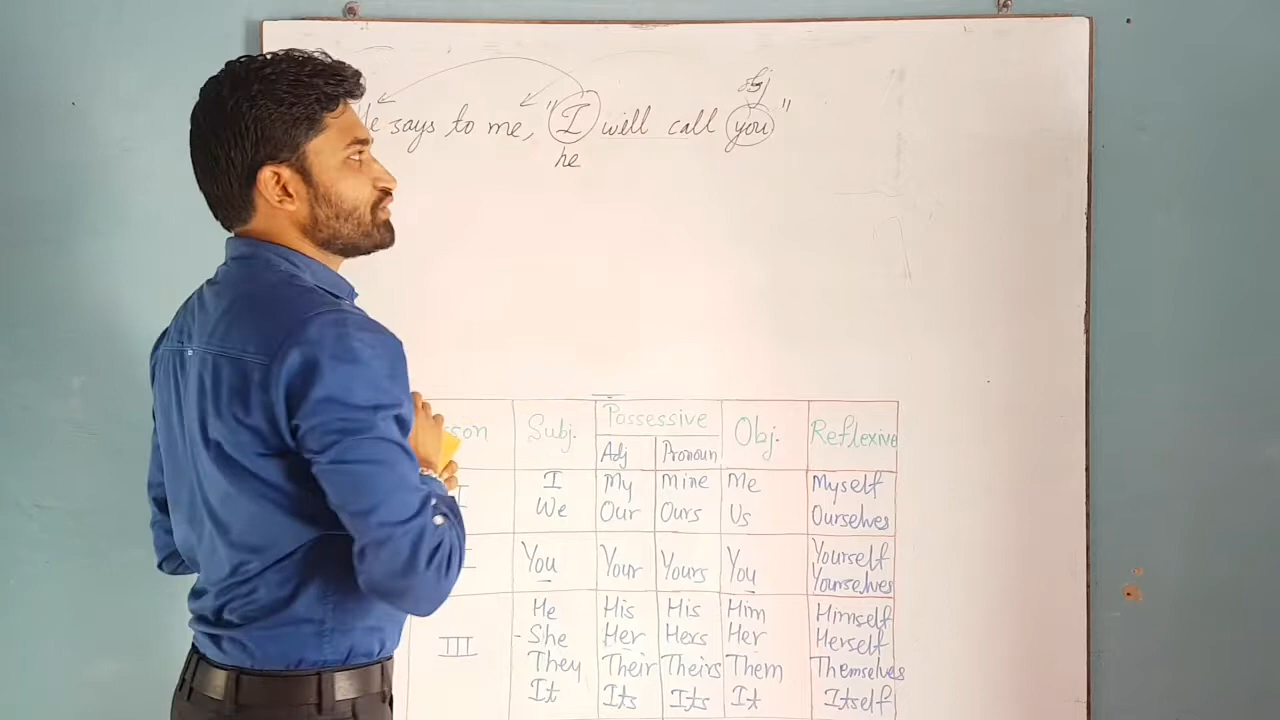 obj
says to me, "I will call you"
he
Subj. Possessive Obj. Reflexive
Adj Pronoun
I My mine Me Myself
We Our Ours Us Ourselves
You Your Yours You Yourself
Yourselves
He His His Him Himself
III She Her Hers Her Herself
They Their Theirs Them Themselves
It Its Its It Itself